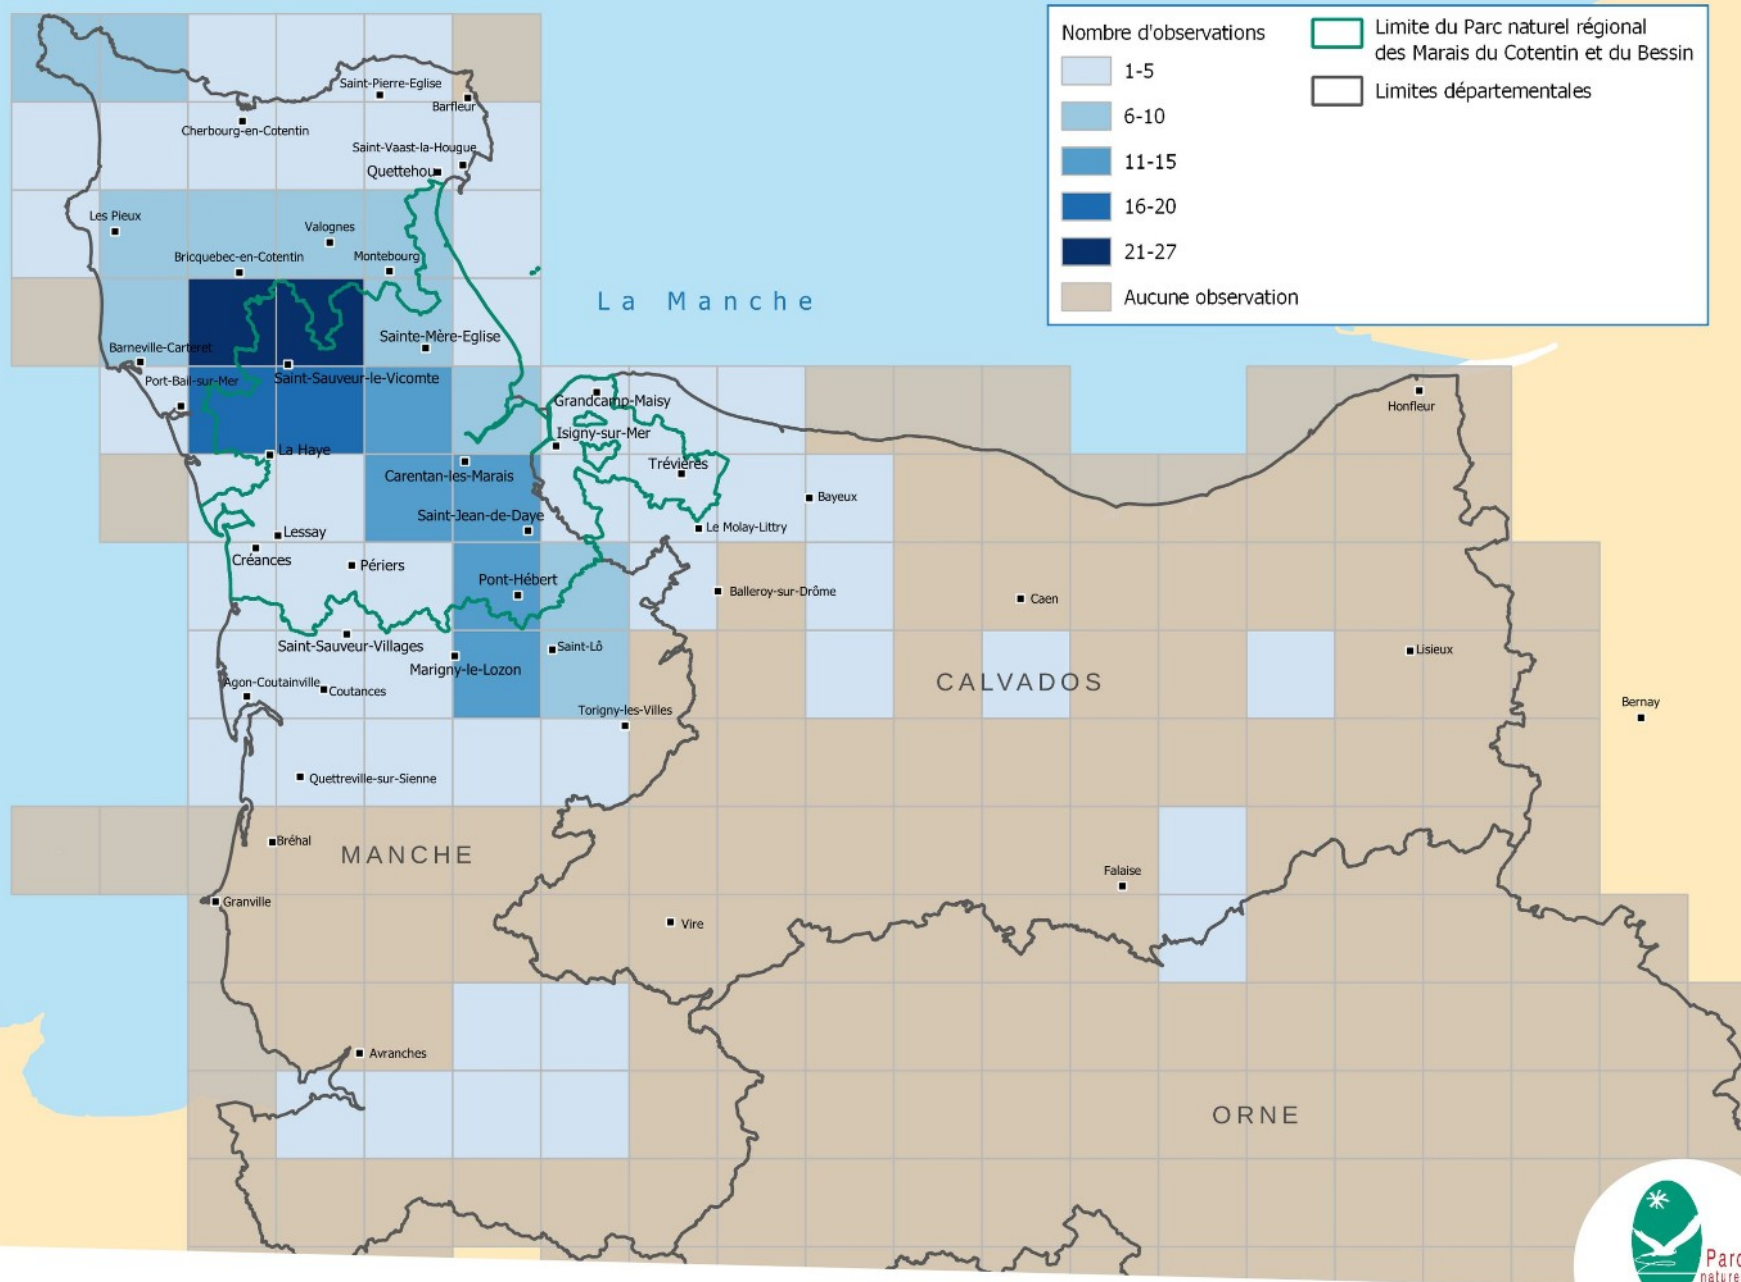 Nombre d'observations
1-5
6-10
11-15
16-20
21-27
Aucune observation
Limite du Parc naturel régional
des Marais du Cotentin et du Bessin
Limites départementales
Saint-Pierre-Eglise
Barfleur
Cherbourg-en-Cotentin
Saint-Vaast-la-Hougue
Quettehou
Les Pieux
Valognes
Bricquebec-en-Cotentin
Montebourg
La Manche
Sainte-Mère-Eglise
Barneville-Carteret
Port-Bail-sur-Mer
Saint-Sauveur-le-Vicomte
Grandcamp-Maisy
Honfleur
Isigny-sur-Mer
La Haye
Trévières
Carentan-les-Marais
Bayeux
Saint-Jean-de-Daye
Le Molay-Littry
Lessay
Créances
Périers
Pont-Hébert
Balleroy-sur-Drôme
Caen
Saint-Sauveur-Villages
Saint-Lô
Lisieux
Marigny-le-Lozon
Agon-Coutainville
Coutances
CALVADOS
Bernay
Torigny-les-Villes
Quettreville-sur-Sienne
Bréhal
MANCHE
Falaise
Granville
Vire
Avranches
ORNE
Parc
nature